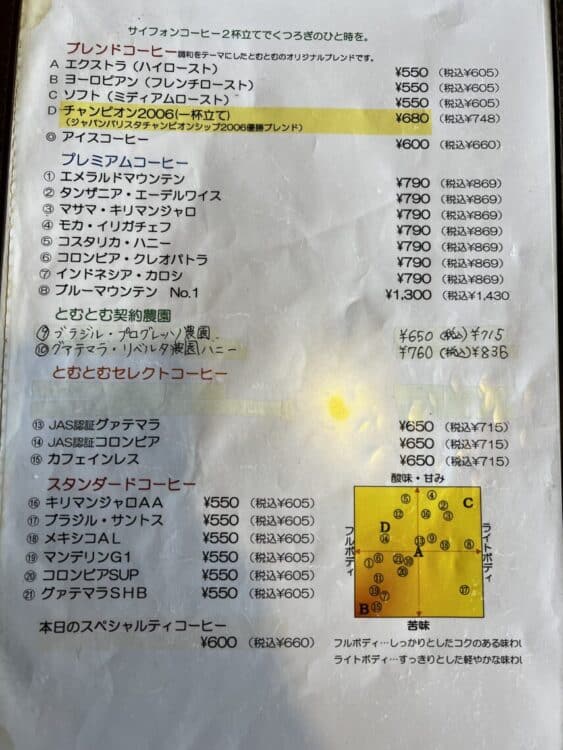 サイフォンコーヒー２杯立てでくつろぎのひと時を。
ブレンドコーヒー調和をテーマにしたとむとむのオリジナルブレンドです。
A エクストラ（ハイロースト） ¥550（税込¥605）
B ヨーロピアン（フレンチロースト） ¥550（税込¥605）
C ソフト（ミディアムロースト） ¥550（税込¥605）
D チャンピオン2006(一杯立て) ¥680（税込¥748）
（ジャパンバリスタチャンピオンシップ2006優勝ブレンド）
◎ アイスコーヒー ¥600（税込¥660）
プレミアムコーヒー
① エメラルドマウンテン ¥790（税込¥869）
② タンザニア・エーデルワイス ¥790（税込¥869）
③ マサマ・キリマンジャロ ¥790（税込¥869）
④ モカ・イリガチェフ ¥790（税込¥869）
⑤ コスタリカ・ハニー ¥790（税込¥869）
⑥ コロンビア・クレオパトラ ¥790（税込¥869）
⑦ インドネシア・カロシ ¥790（税込¥869）
⑧ ブルーマウンテン No.1 ¥1,300（税込¥1,430
とむとむ契約農園
⑨ ブラジル・プログレッソ農園 ¥650（税込）¥715
⑩ グァテマラ・リベルタ農園ハニー ¥760（税込）¥836
とむとむセレクトコーヒー
⑬ JAS認証グァテマラ ¥650（税込¥715）
⑭ JAS認証コロンビア ¥650（税込¥715）
⑮ カフェインレス ¥650（税込¥715）
スタンダードコーヒー
⑯ キリマンジャロAA ¥550（税込¥605）
⑰ ブラジル・サントス ¥550（税込¥605）
⑱ メキシコAL ¥550（税込¥605）
⑲ マンデリンG1 ¥550（税込¥605）
⑳ コロンビアSUP ¥550（税込¥605）
㉑ グァテマラSHB ¥550（税込¥605）
本日のスペシャルティコーヒー
¥600（税込¥660）
酸味・甘み
⑤ ④ C
② 
⑫ ⑯ ③
D
⑭ ⑬ ⑨ ⑱ ⑧
A
フルボディ
ライトボディ
① ⑥ ㉑ ⑩
⑳
⑪
⑲ ⑦ ⑰
B ⑮
苦味
フルボディ…しっかりとしたコクのある味わい
ライトボディ…すっきりとした軽やかな味わ